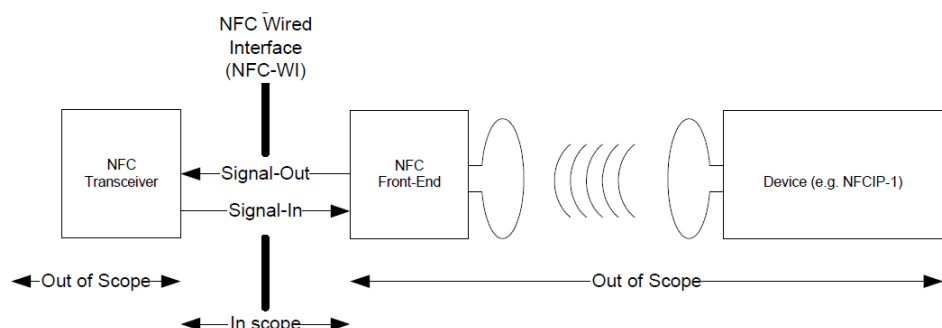 NFC Wired
Interface
(NFC-WI)
NFC
Transceiver
Signal-Out
Signal-In
NFC
Front-End
Device (e.g. NFCIP-1)
Out of Scope
Out of Scope
In scope